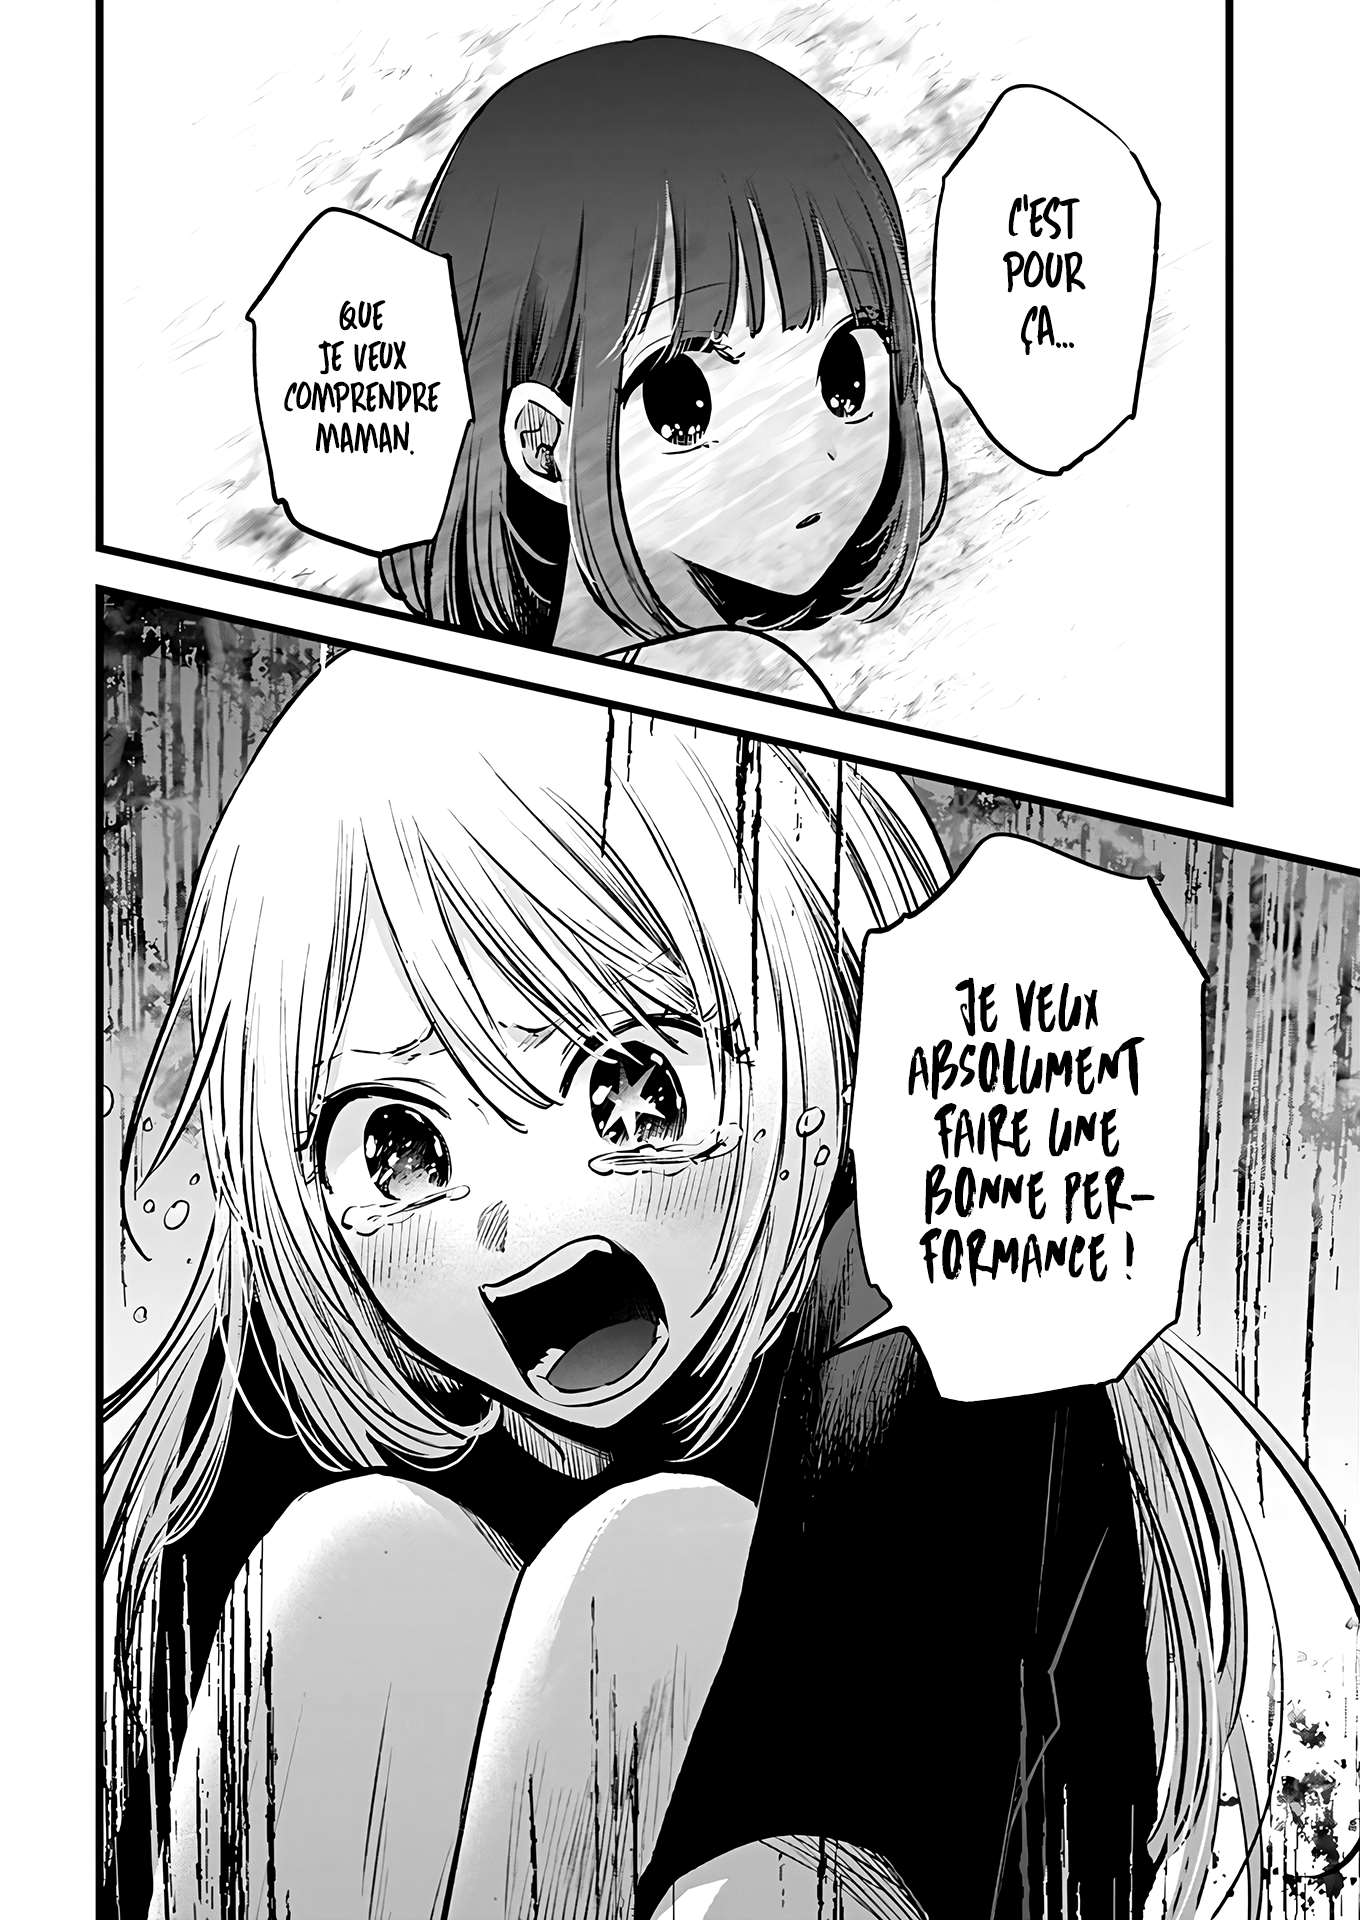 C'EST
POUR
ÇA...
QUE
JE VEUX
COMPRENDRE
MAMAN.
JE VEUX
ABSOLUMENT
FAIRE UNE
BONNE PER-
FORMANCE !